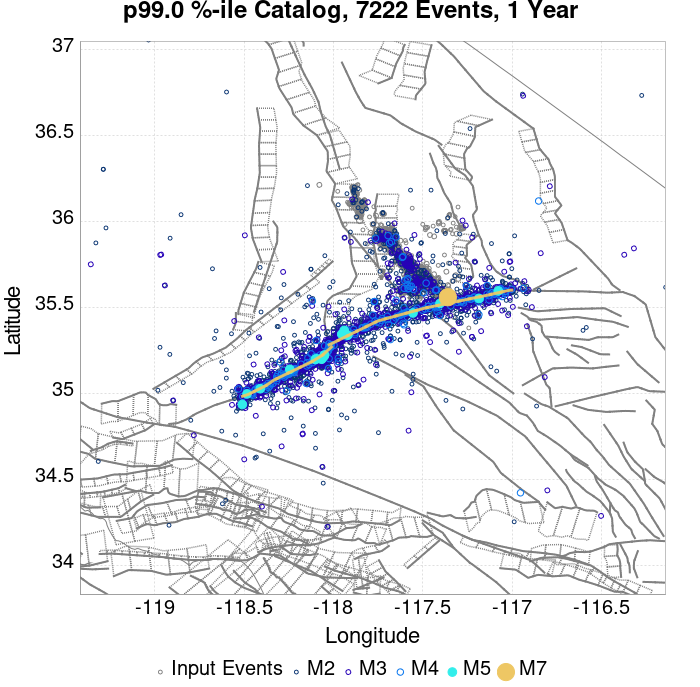 p99.0 %-ile Catalog, 7222 Events, 1 Year
37
36.5
36
35.5
35
34.5
34
Latitude
-119
-118.5
-118
-117.5
-117
-116.5
Longitude
Input Events
M2
M3
M4
M5
M7